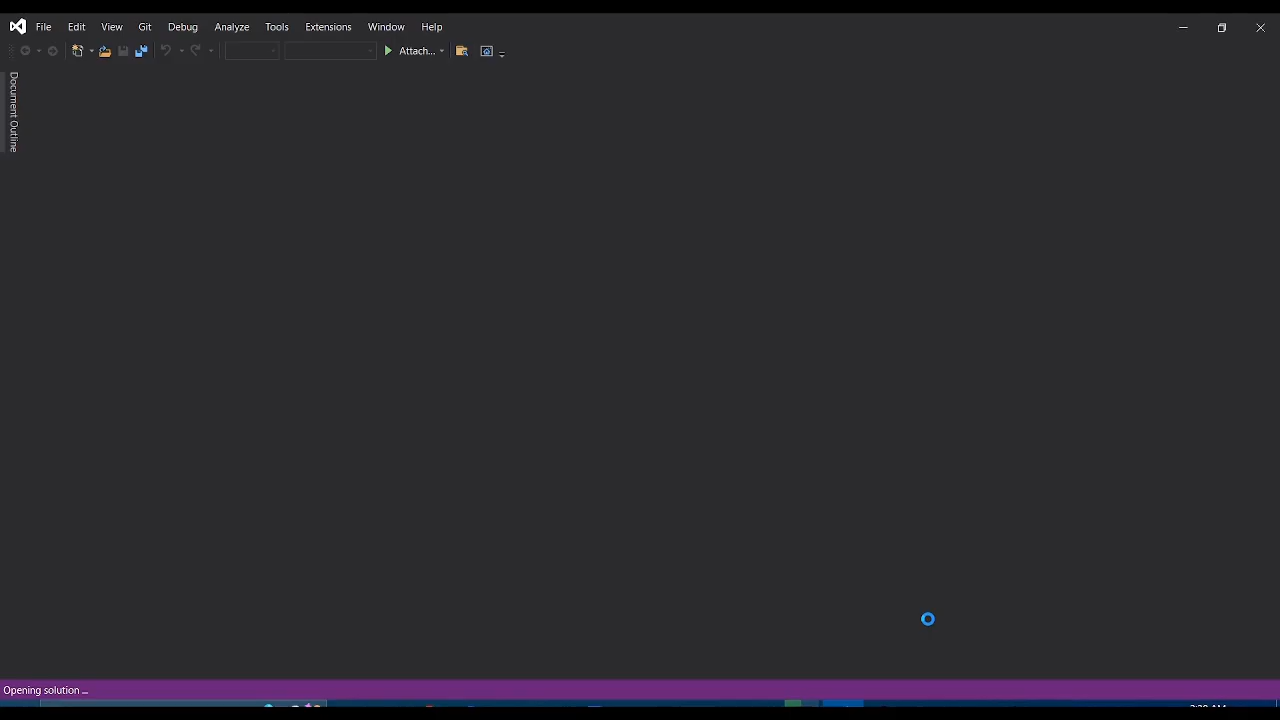 File Edit View Git Debug Analyze Tools Extensions Window Help
Attach...
Document Outline
Opening solution ...